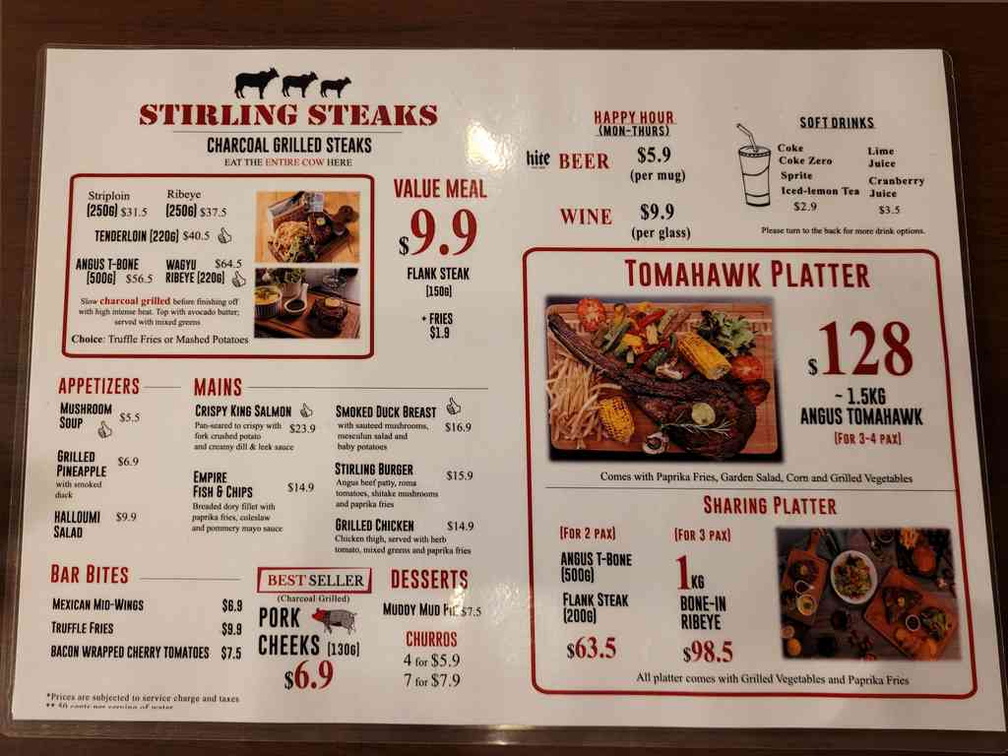 STIRLING STEAKS
CHARCOAL GRILLED STEAKS
EAT THE ENTIRE COW HERE
Striploin
(250G) $31.5
Ribeye
(250G) $37.5
TENDERLOIN (220G) $40.5
ANGUS T-BONE
(500G) $56.5
WAGYU $64.5
RIBEYE (220G)
Slow charcoal grilled before finishing off
with high intense heat. Top with avocado butter;
served with mixed greens
Choice: Truffle Fries or Mashed Potatoes
VALUE MEAL
$9.9
FLANK STEAK
(150G)
+ FRIES
$1.9
HAPPY HOUR
(MON-THURS)
hite BEER $5.9
(per mug)
WINE $9.9
(per glass)
SOFT DRINKS
Coke
Coke Zero
Sprite
Iced-lemon Tea
$2.9
Lime
Juice
Cranberry
Juice
$3.5
Please turn to the back for more drink options.
TOMAHAWK PLATTER
$128
~ 1.5KG
ANGUS TOMAHAWK
(FOR 3-4 PAX)
Comes with Paprika Fries, Garden Salad, Corn and Grilled Vegetables
SHARING PLATTER
(FOR 2 PAX)
ANGUS T-BONE
(500G)
FLANK STEAK
(200G)
$63.5
(FOR 3 PAX)
1KG
BONE-IN
RIBEYE
$98.5
All platter comes with Grilled Vegetables and Paprika Fries
APPETIZERS
MUSHROOM
SOUP $5.5
GRILLED
PINEAPPLE $6.9
with smoked
duck
HALLOUMI $9.9
SALAD
MAINS
CRISPY KING SALMON
Pan-seared to crispy with $23.9
fork crushed potato
and creamy dill & leek sauce
EMPIRE
FISH & CHIPS $14.9
Breaded dory fillet with
paprika fries, coleslaw
and pommery mayo sauce
SMOKED DUCK BREAST
with sauteed mushrooms, $16.9
mesculun salad and
baby potatoes
STIRLING BURGER $15.9
Angus beef patty, roma
tomatoes, shitake mushrooms
and paprika fries
GRILLED CHICKEN $14.9
Chicken thigh, served with herb
tomato, mixed greens and paprika fries
BAR BITES
MEXICAN MID-WINGS $6.9
TRUFFLE FRIES $9.9
BACON WRAPPED CHERRY TOMATOES $7.5
BEST SELLER
(Charcoal Grilled)
PORK
CHEEKS (130G)
$6.9
DESSERTS
MUDDY MUD PIE $7.5
CHURROS
4 for $5.9
7 for $7.9
*Prices are subjected to service charge and taxes
** 50 cents per serving of water